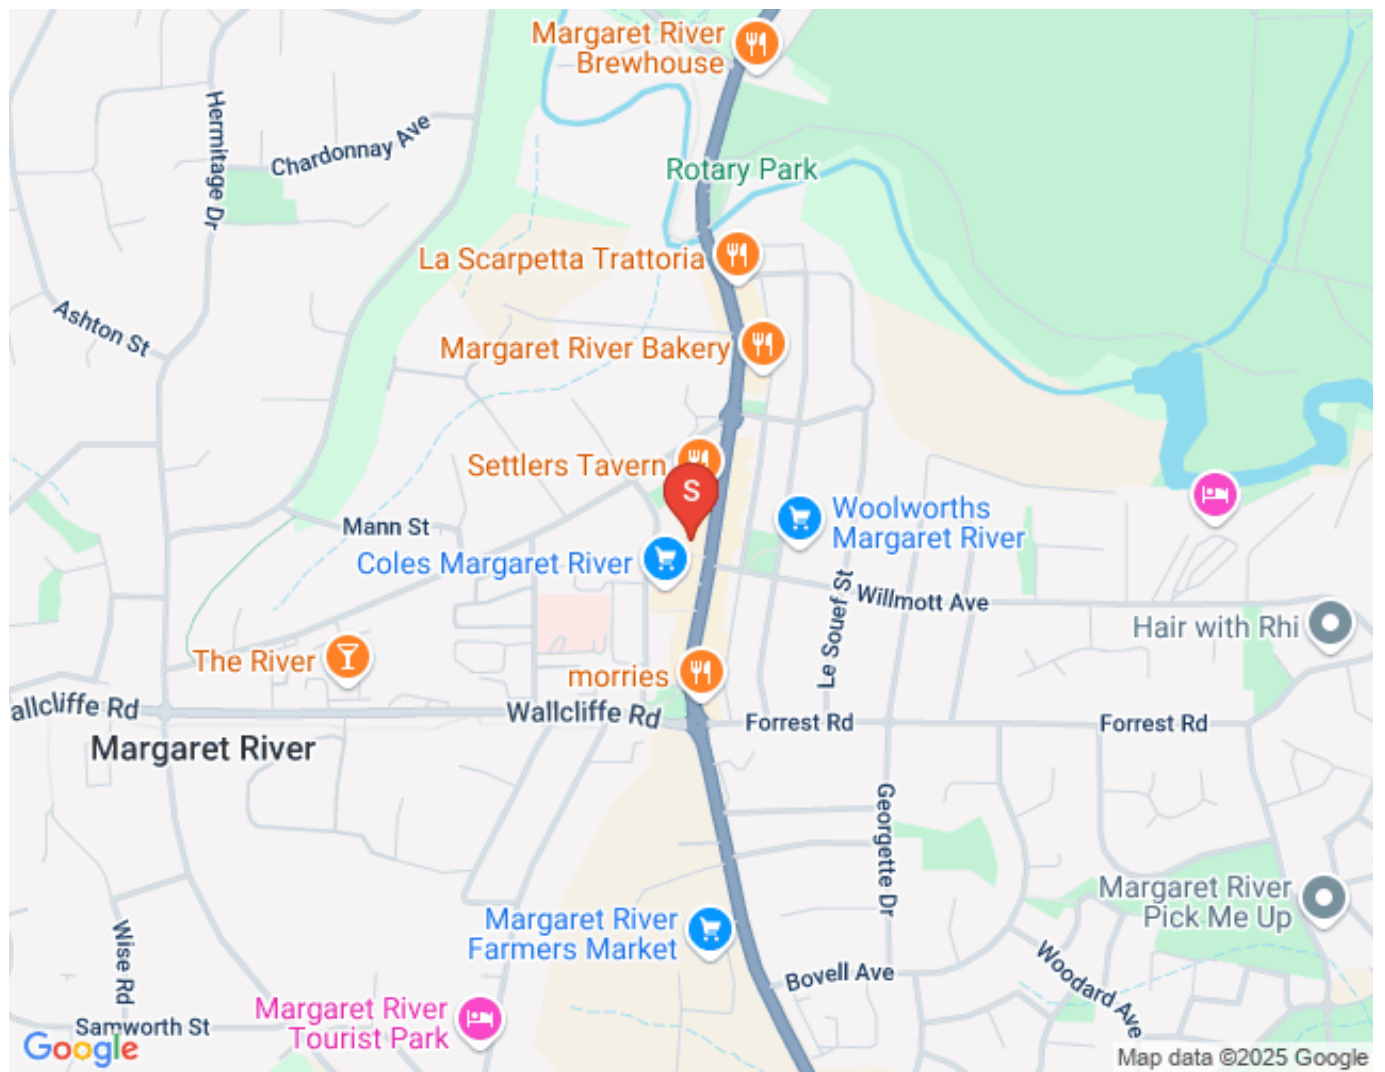 Margaret River
Brewhouse
Hermitage Dr
Chardonnay Ave
Rotary Park
La Scarpetta Trattoria
Ashton St
Margaret River Bakery
Settlers Tavern
S
Mann St
Woolworths
Margaret River
Coles Margaret River
Willmott Ave
Le Souef St
Hair with Rhi
The River
morries
allcliffe Rd
Wallcliffe Rd
Forrest Rd
Forrest Rd
Margaret River
Georgette Dr
Margaret River
Pick Me Up
Margaret River
Farmers Market
Wise Rd
Bovell Ave
Woodard Ave
Margaret River
Tourist Park
Samworth St
Google
Map data ©2025 Google